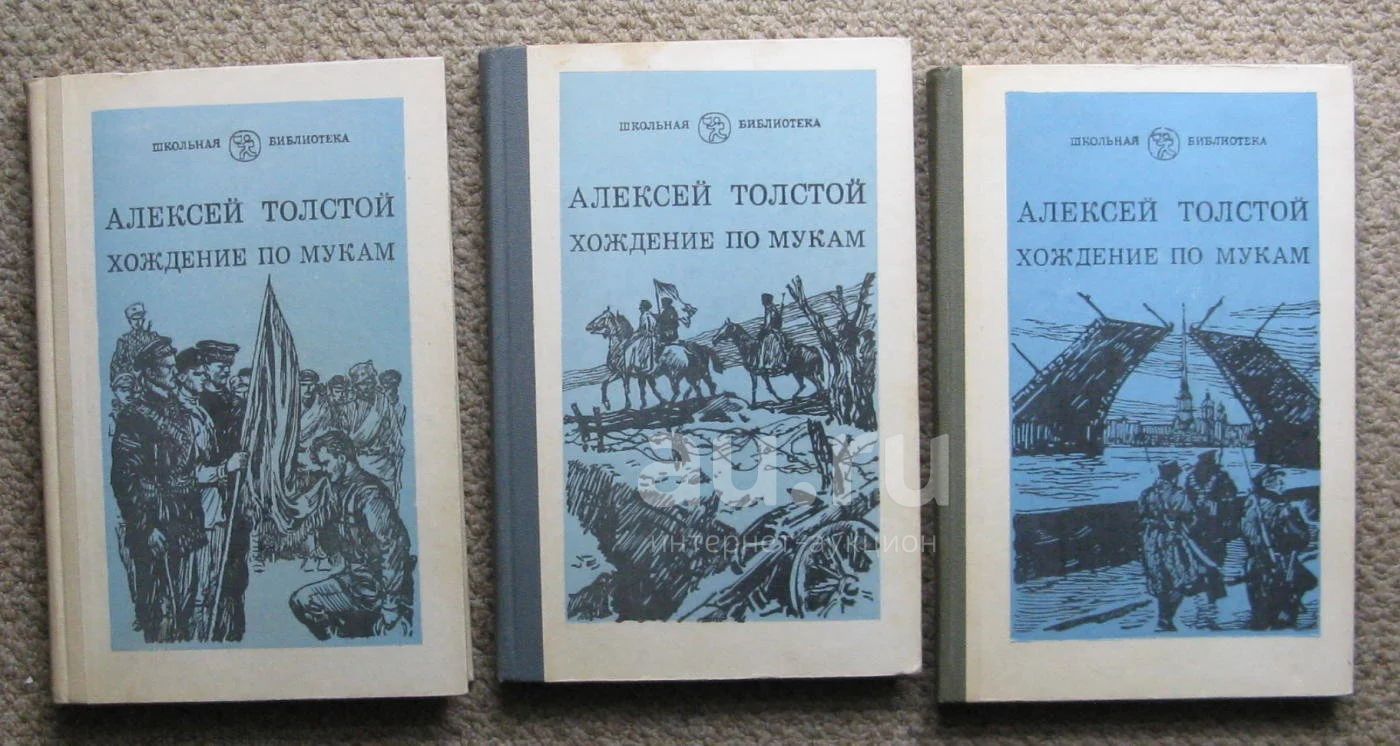 ШКОЛЬНАЯ БИБЛИОТЕКА
АЛЕКСЕЙ ТОЛСТОЙ
ХОЖДЕНИЕ ПО МУКАМ
ШКОЛЬНАЯ БИБЛИОТЕКА
АЛЕКСЕЙ ТОЛСТОЙ
ХОЖДЕНИЕ ПО МУКАМ
ШКОЛЬНАЯ БИБЛИОТЕКА
АЛЕКСЕЙ ТОЛСТОЙ
ХОЖДЕНИЕ ПО МУКАМ
au.ru
интернет-аукцион